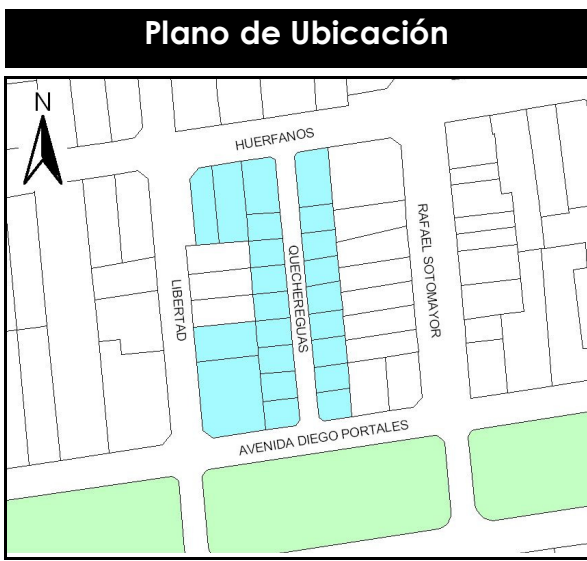 Plano de Ubicación
N
HUERFANOS
QUECHEREGUAS
LIBERTAD
RAFAEL SOTOMAYOR
AVENIDA DIEGO PORTALES